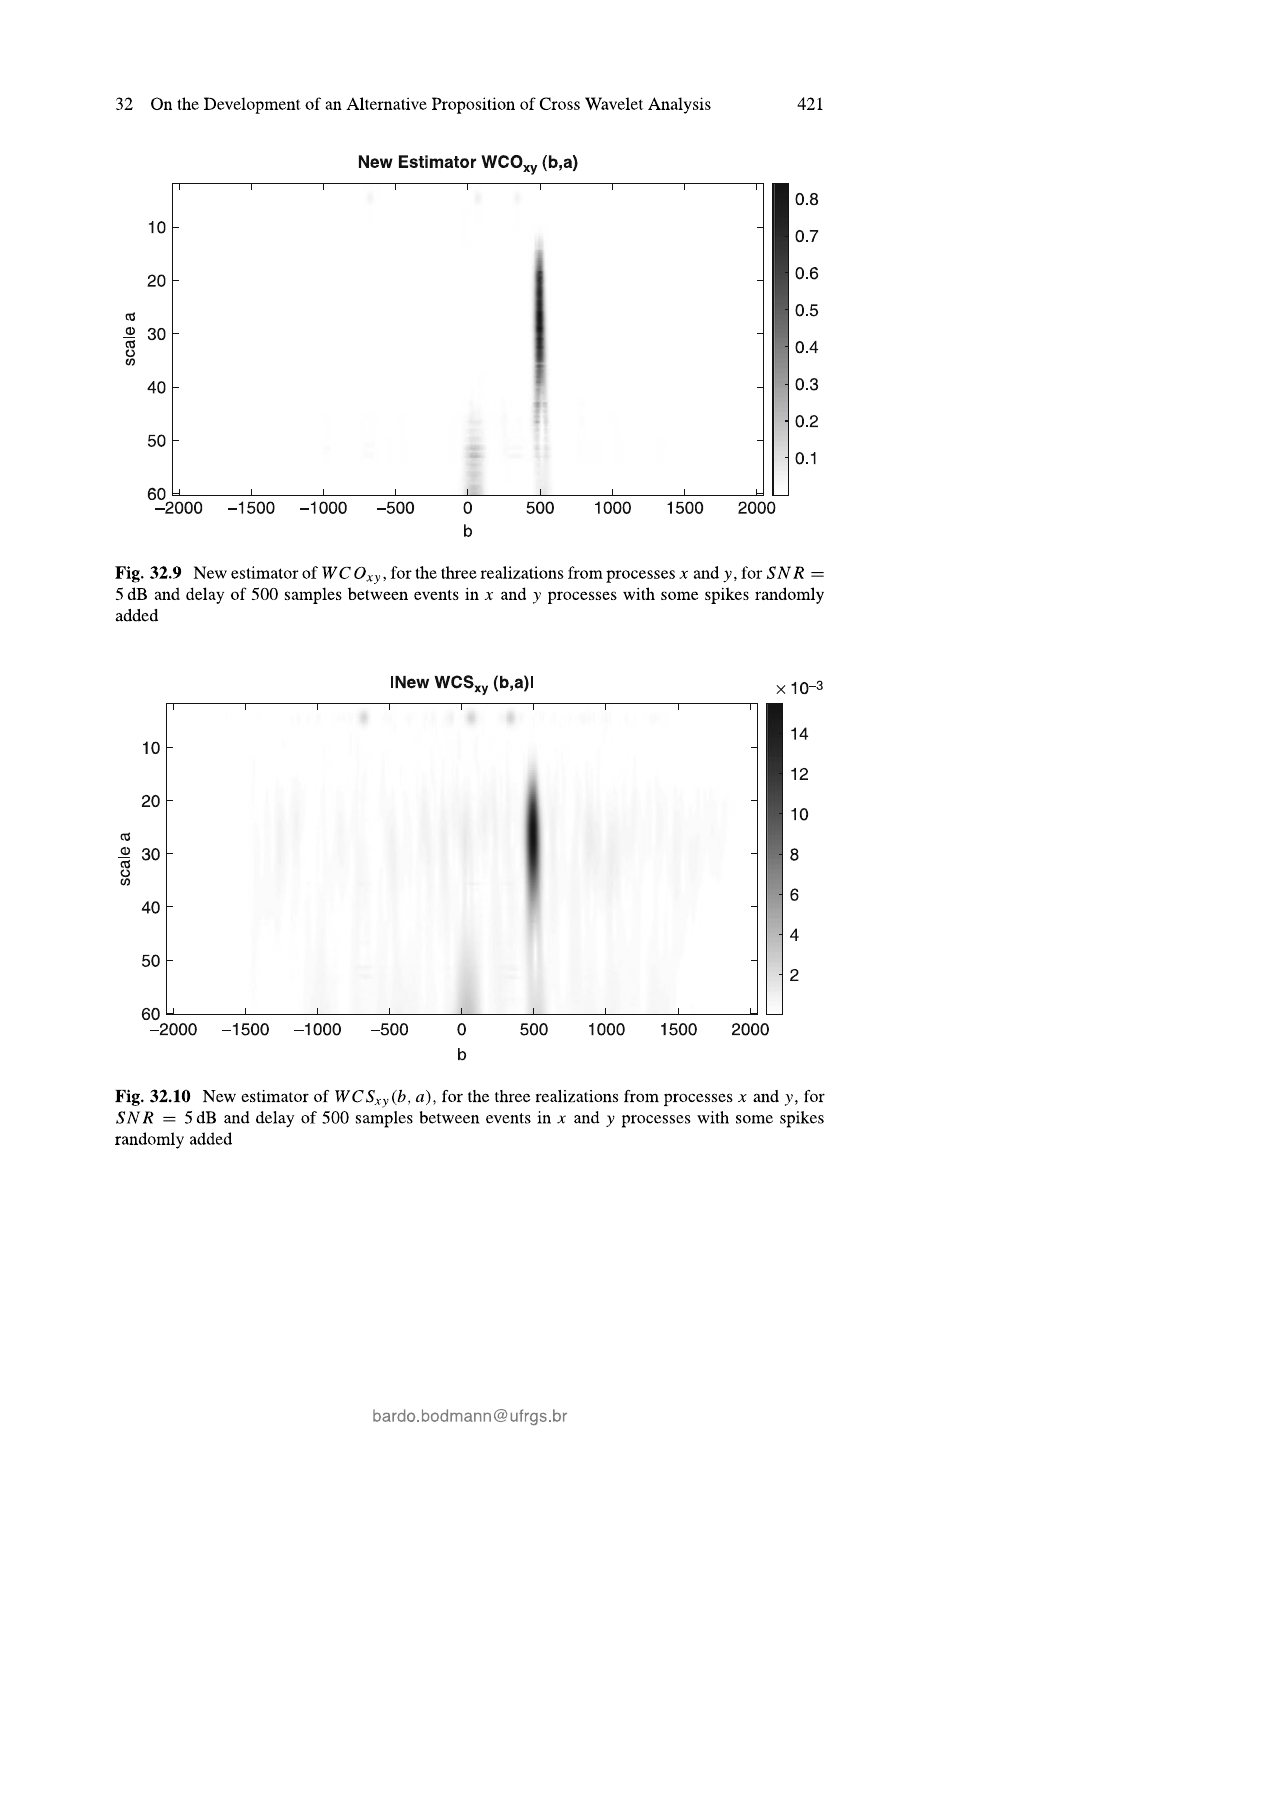 32 On the Development of an Alternative Proposition of Cross Wavelet Analysis 421
New Estimator WCOxy (b,a)
0.8
0.7
0.6
0.5
0.4
0.3
0.2
0.1
10
20
30
40
50
60
scale a
−2000 −1500 −1000 −500 0 500 1000 1500 2000
b
Fig. 32.9 New estimator of WCOxy, for the three realizations from processes x and y, for SNR =
5 dB and delay of 500 samples between events in x and y processes with some spikes randomly
added
|New WCSxy (b,a)|
× 10−3
14
12
10
8
6
4
2
10
20
30
40
50
60
scale a
−2000 −1500 −1000 −500 0 500 1000 1500 2000
b
Fig. 32.10 New estimator of WCSxy(b, a), for the three realizations from processes x and y, for
SNR = 5 dB and delay of 500 samples between events in x and y processes with some spikes
randomly added
bardo.bodmann@ufrgs.br